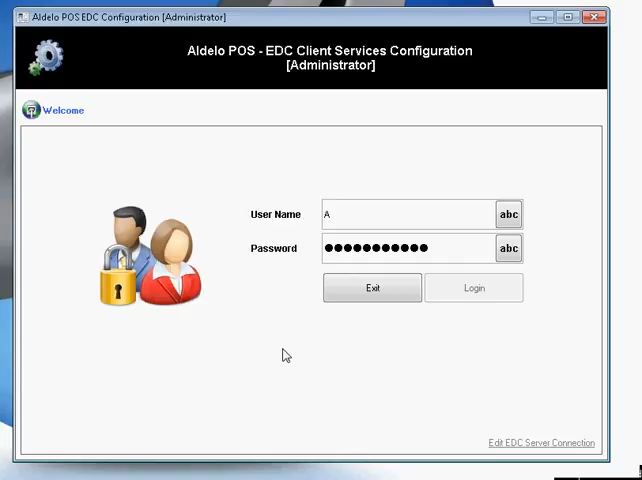 Aldelo POS EDC Configuration [Administrator]
Aldelo POS - EDC Client Services Configuration
[Administrator]
Welcome
User Name
A
abc
Password
●●●●●●●●●●●
abc
Exit
Login
Edit EDC Server Connection